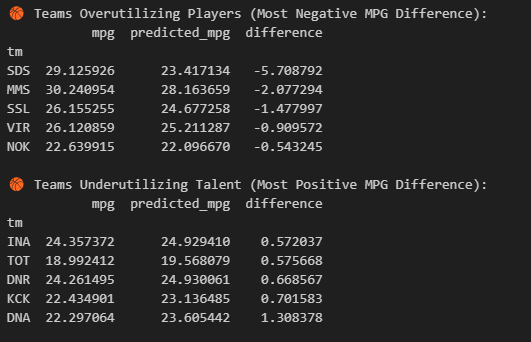 🏀 Teams Overutilizing Players (Most Negative MPG Difference):
mpg predicted_mpg difference
tm
SDS 29.125926 23.417134 -5.708792
MMS 30.240954 28.163659 -2.077294
SSL 26.155255 24.677258 -1.477997
VIR 26.120859 25.211287 -0.909572
NOK 22.639915 22.096670 -0.543245
🏀 Teams Underutilizing Talent (Most Positive MPG Difference):
mpg predicted_mpg difference
tm
INA 24.357372 24.929410 0.572037
TOT 18.992412 19.568079 0.575668
DNR 24.261495 24.930061 0.668567
KCK 22.434901 23.136485 0.701583
DNA 22.297064 23.605442 1.308378